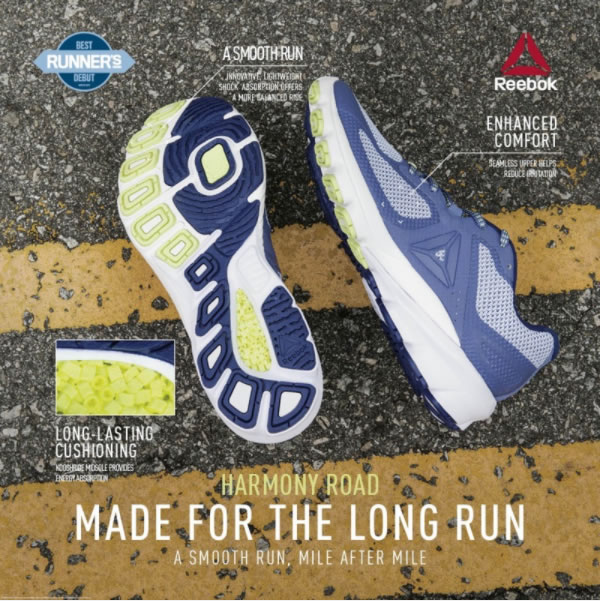 BEST
RUNNER'S
DEBUT
A SMOOTH RUN
INNOVATIVE, LIGHTWEIGHT
SHOCK ABSORPTION OFFERS
A MORE BALANCED RIDE
Reebok
ENHANCED
COMFORT
SEAMLESS UPPER HELPS
REDUCE IRRITATION
LONG-LASTING
CUSHIONING
MIDSOLE PROVIDES
ENERGY ABSORPTION
HARMONY ROAD
MADE FOR THE LONG RUN
A SMOOTH RUN, MILE AFTER MILE